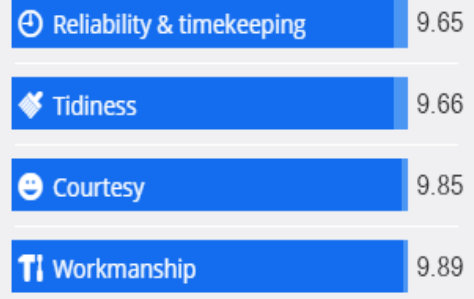 Reliability & timekeeping 9.65
Tidiness 9.66
Courtesy 9.85
Workmanship 9.89